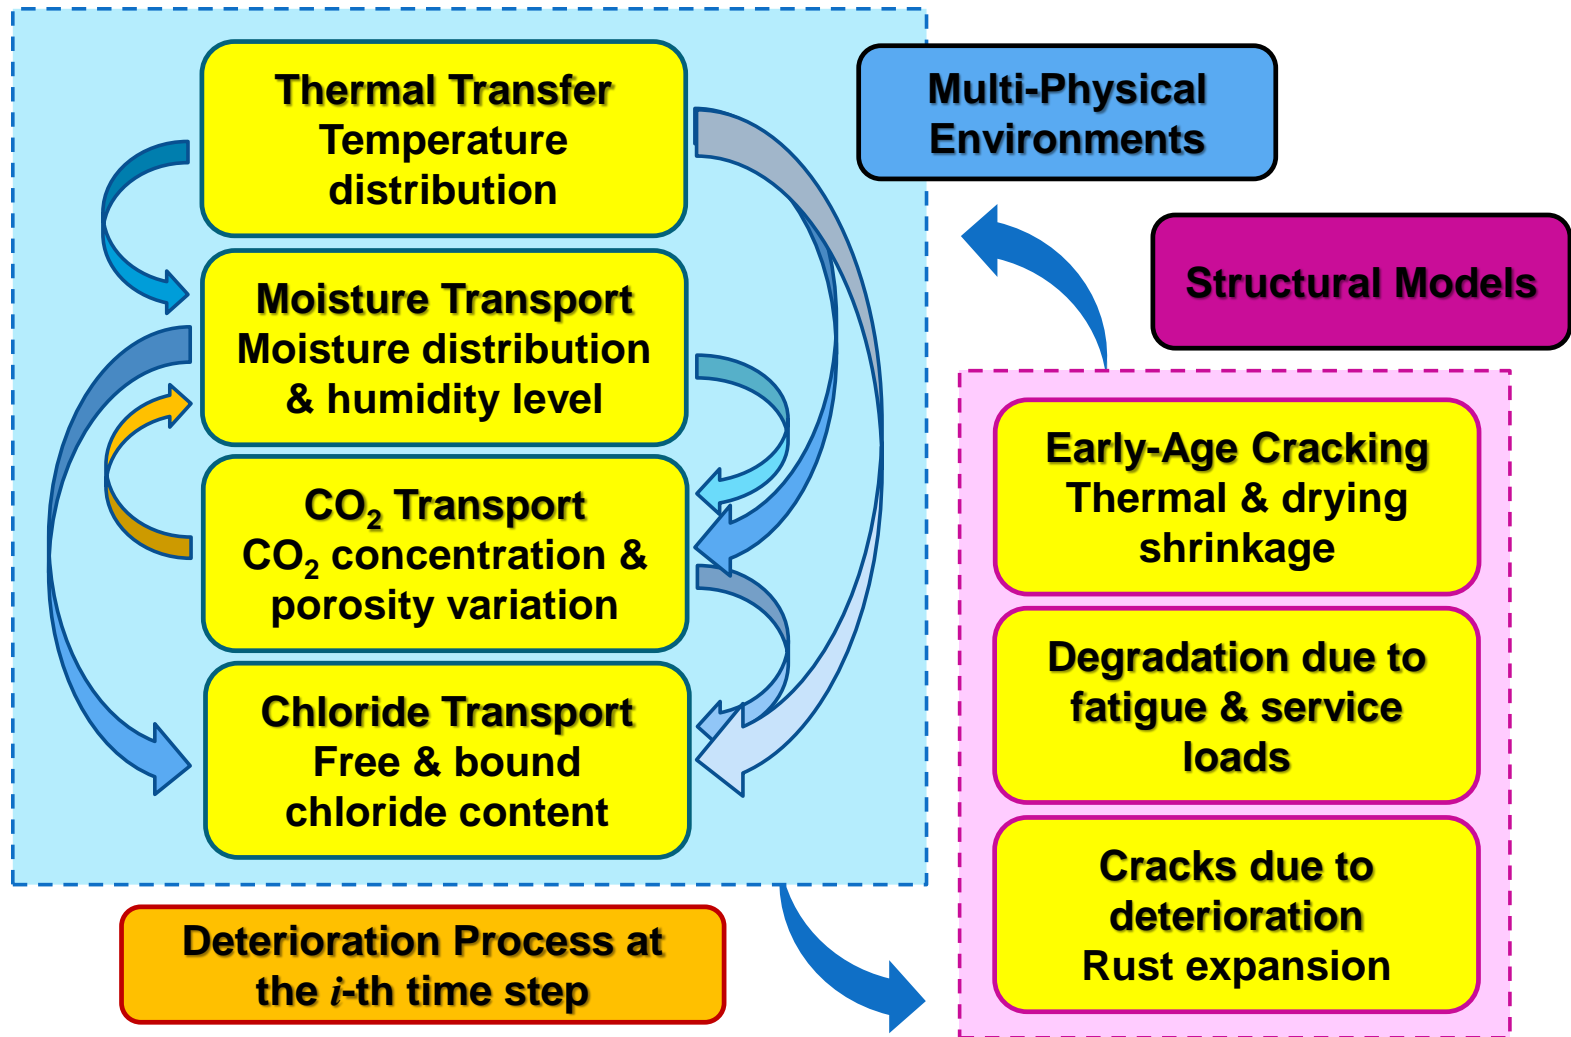 Thermal Transfer
Temperature
distribution
Moisture Transport
Moisture distribution
& humidity level
CO₂ Transport
CO₂ concentration &
porosity variation
Chloride Transport
Free & bound
chloride content
Deterioration Process at
the i-th time step
Multi-Physical
Environments
Structural Models
Early-Age Cracking
Thermal & drying
shrinkage
Degradation due to
fatigue & service
loads
Cracks due to
deterioration
Rust expansion